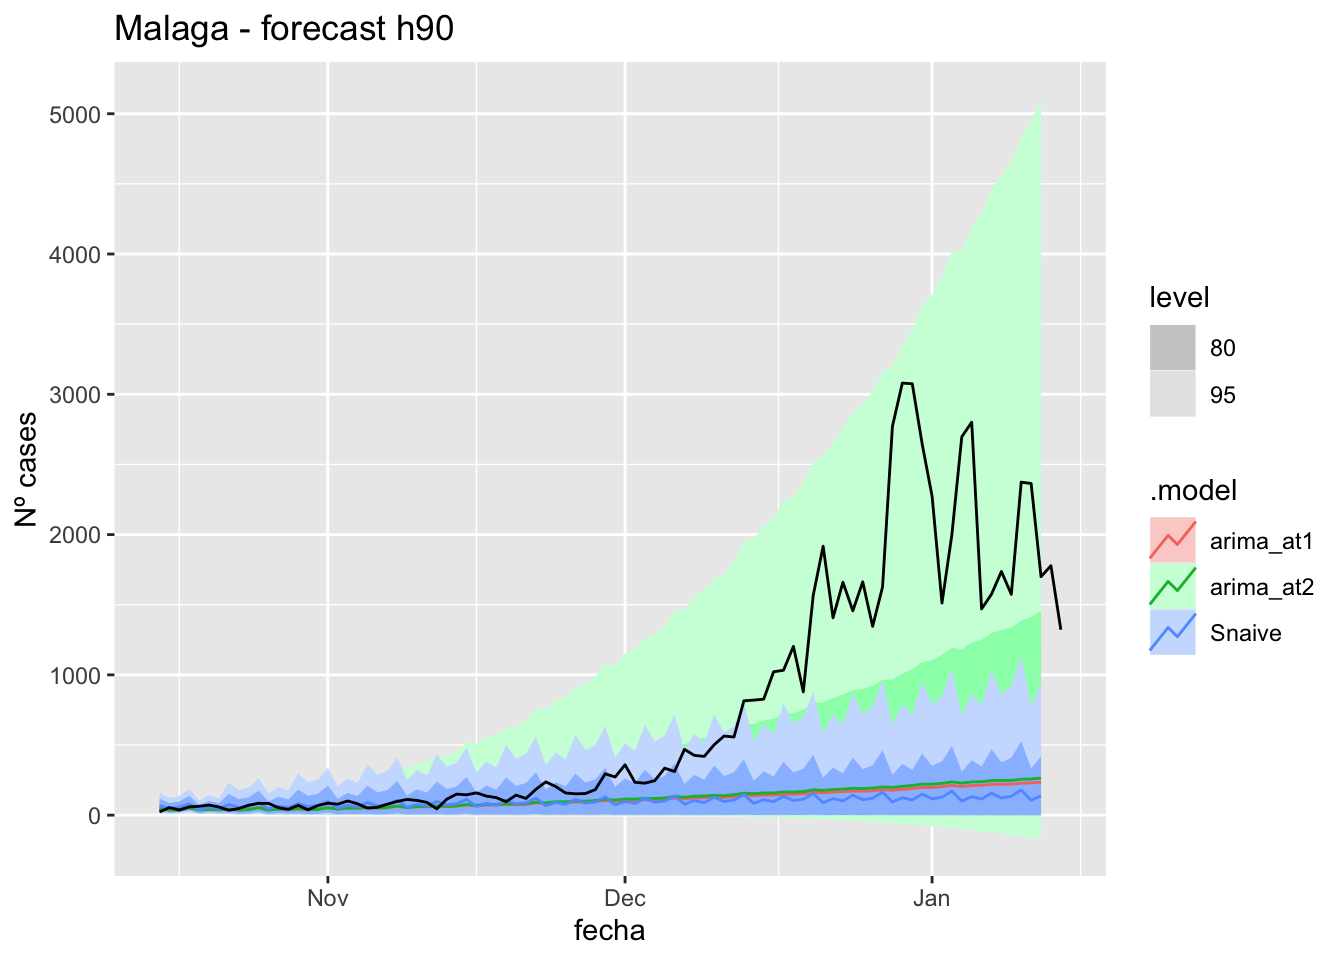 Malaga - forecast h90
5000
4000
3000
2000
1000
0
Nº cases
Nov
Dec
Jan
fecha
level
80
95
.model
arima_at1
arima_at2
Snaive